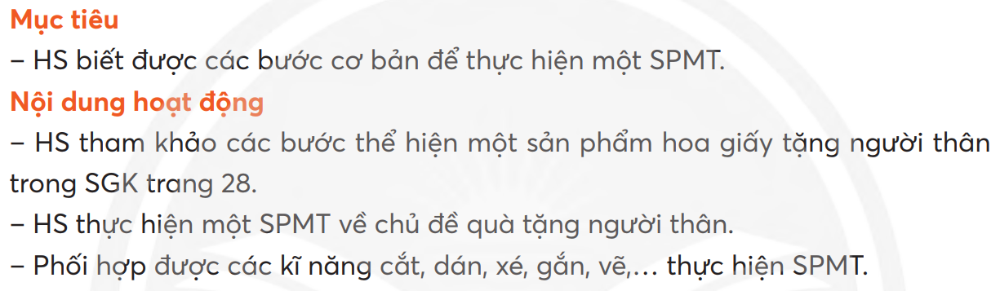 Mục tiêu
– HS biết được các bước cơ bản để thực hiện một SPMT.
Nội dung hoạt động
– HS tham khảo các bước thể hiện một sản phẩm hoa giấy tặng người thân
trong SGK trang 28.
– HS thực hiện một SPMT về chủ đề quà tặng người thân.
– Phối hợp được các kĩ năng cắt, dán, xé, gắn, vẽ,... thực hiện SPMT.